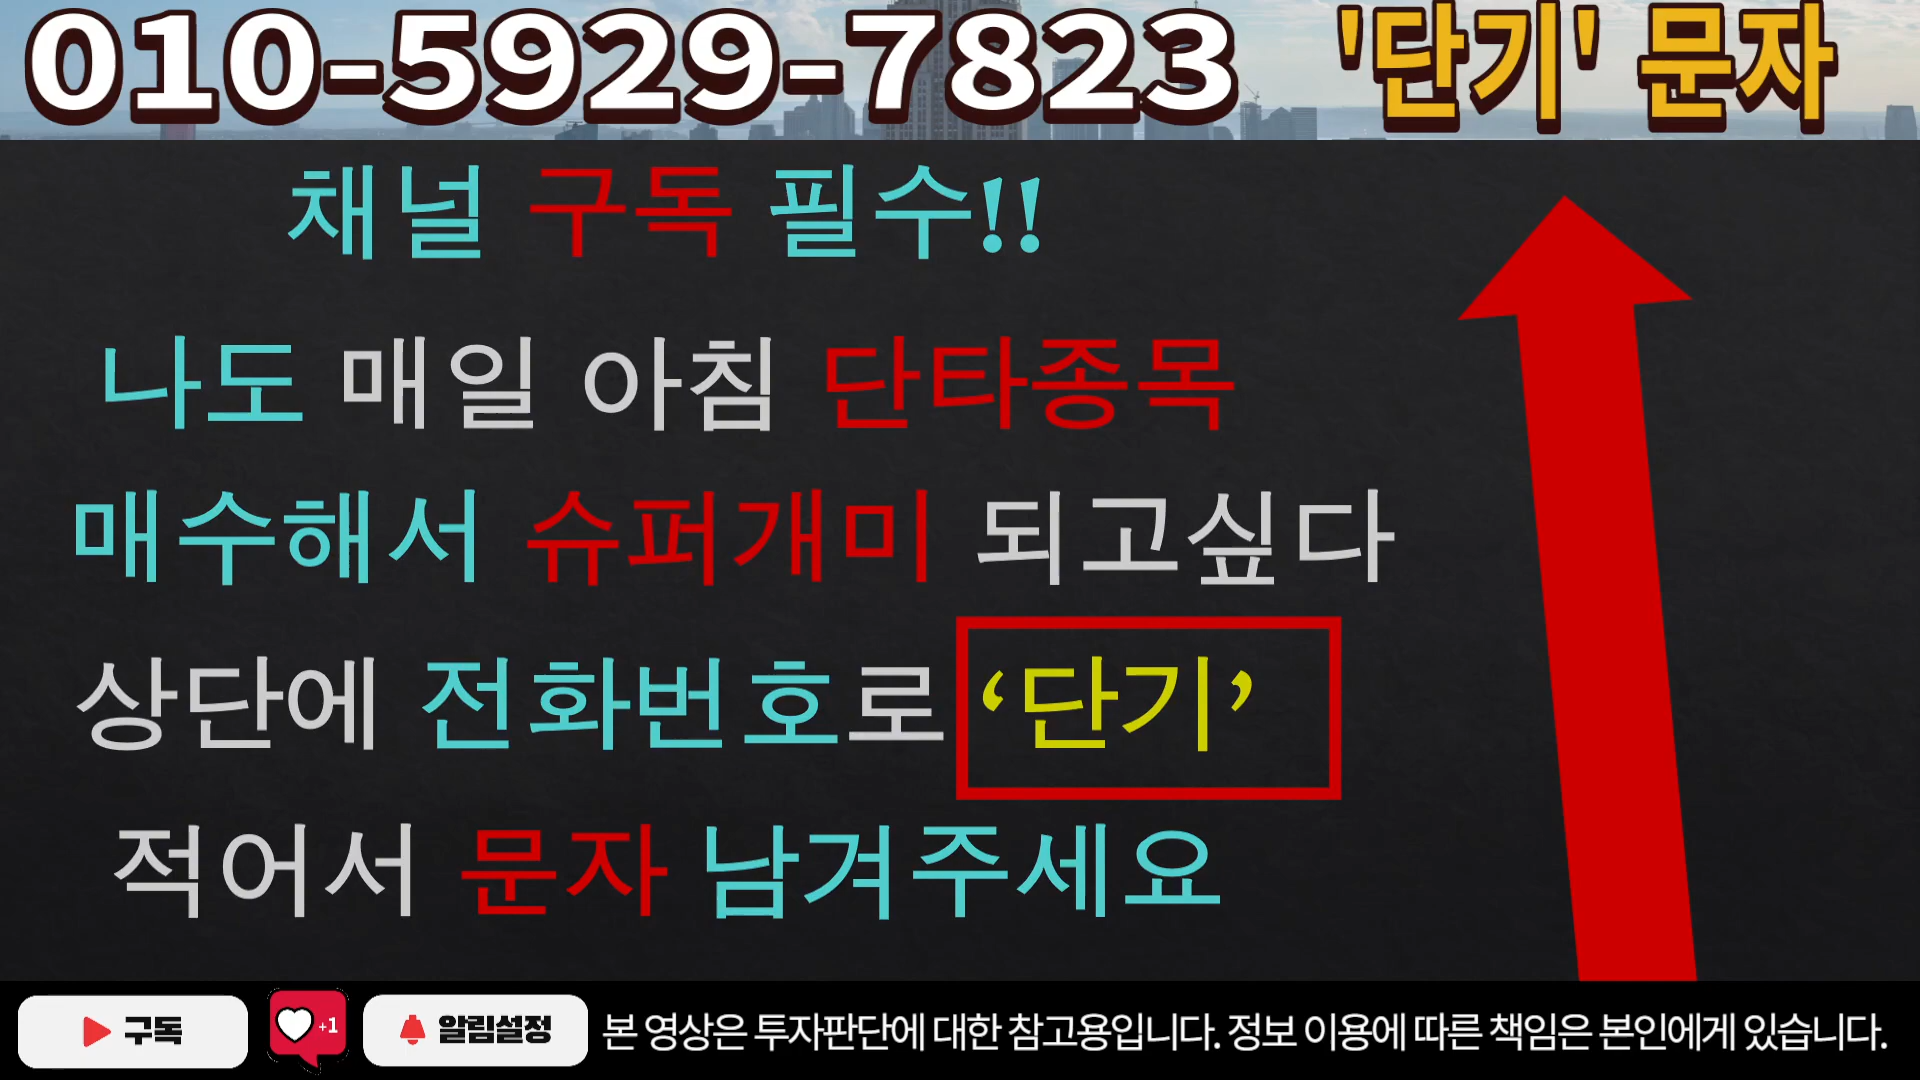 010-5929-7823 '단기' 문자
채널 구독 필수!!
나도 매일 아침 단타종목
매수해서 슈퍼개미 되고싶다
상단에 전화번호로 ‘단기’
적어서 문자 남겨주세요
구독 +1 알림설정 본 영상은 투자판단에 대한 참고용입니다. 정보 이용에 따른 책임은 본인에게 있습니다.